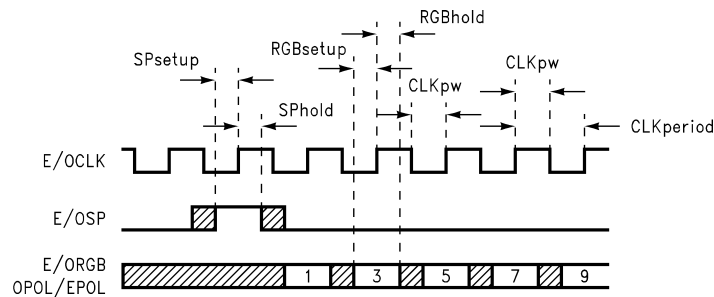 RGBhold
SPsetup
RGBsetup
CLKpw
CLKpw
SPhold
CLKperiod
E/OCLK
E/OSP
E/ORGB
OPOL/EPOL
1 3 5 7 9